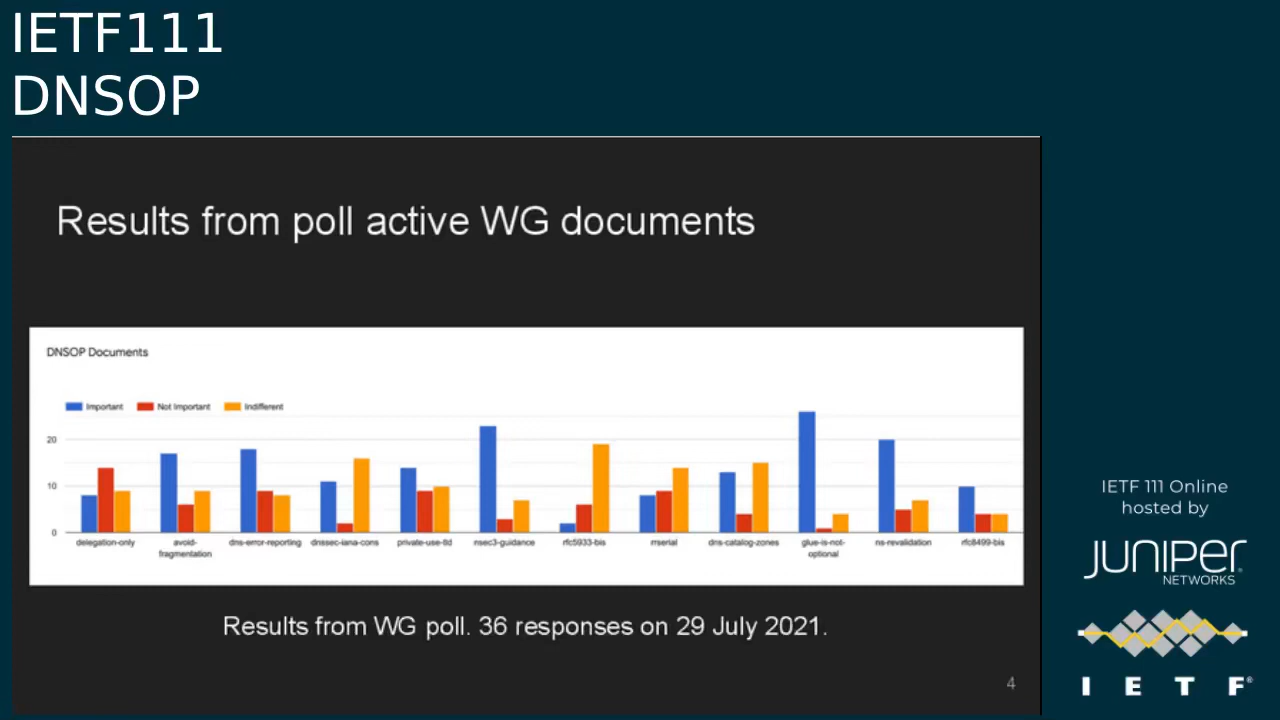 IETF111
DNSOP
Results from poll active WG documents
DNSOP Documents
Important Not Important Indifferent
20
10
0
delegation-only avoid-fragmentation dns-error-reporting dnssec-iana-cons private-use-tld nsec3-guidance rfc5933-bis rrserial dns-catalog-zones glue-is-not-optional ns-revalidation rfc8499-bis
Results from WG poll. 36 responses on 29 July 2021.
4
IETF 111 Online
hosted by
JUNIPER
NETWORKS
I E T F®